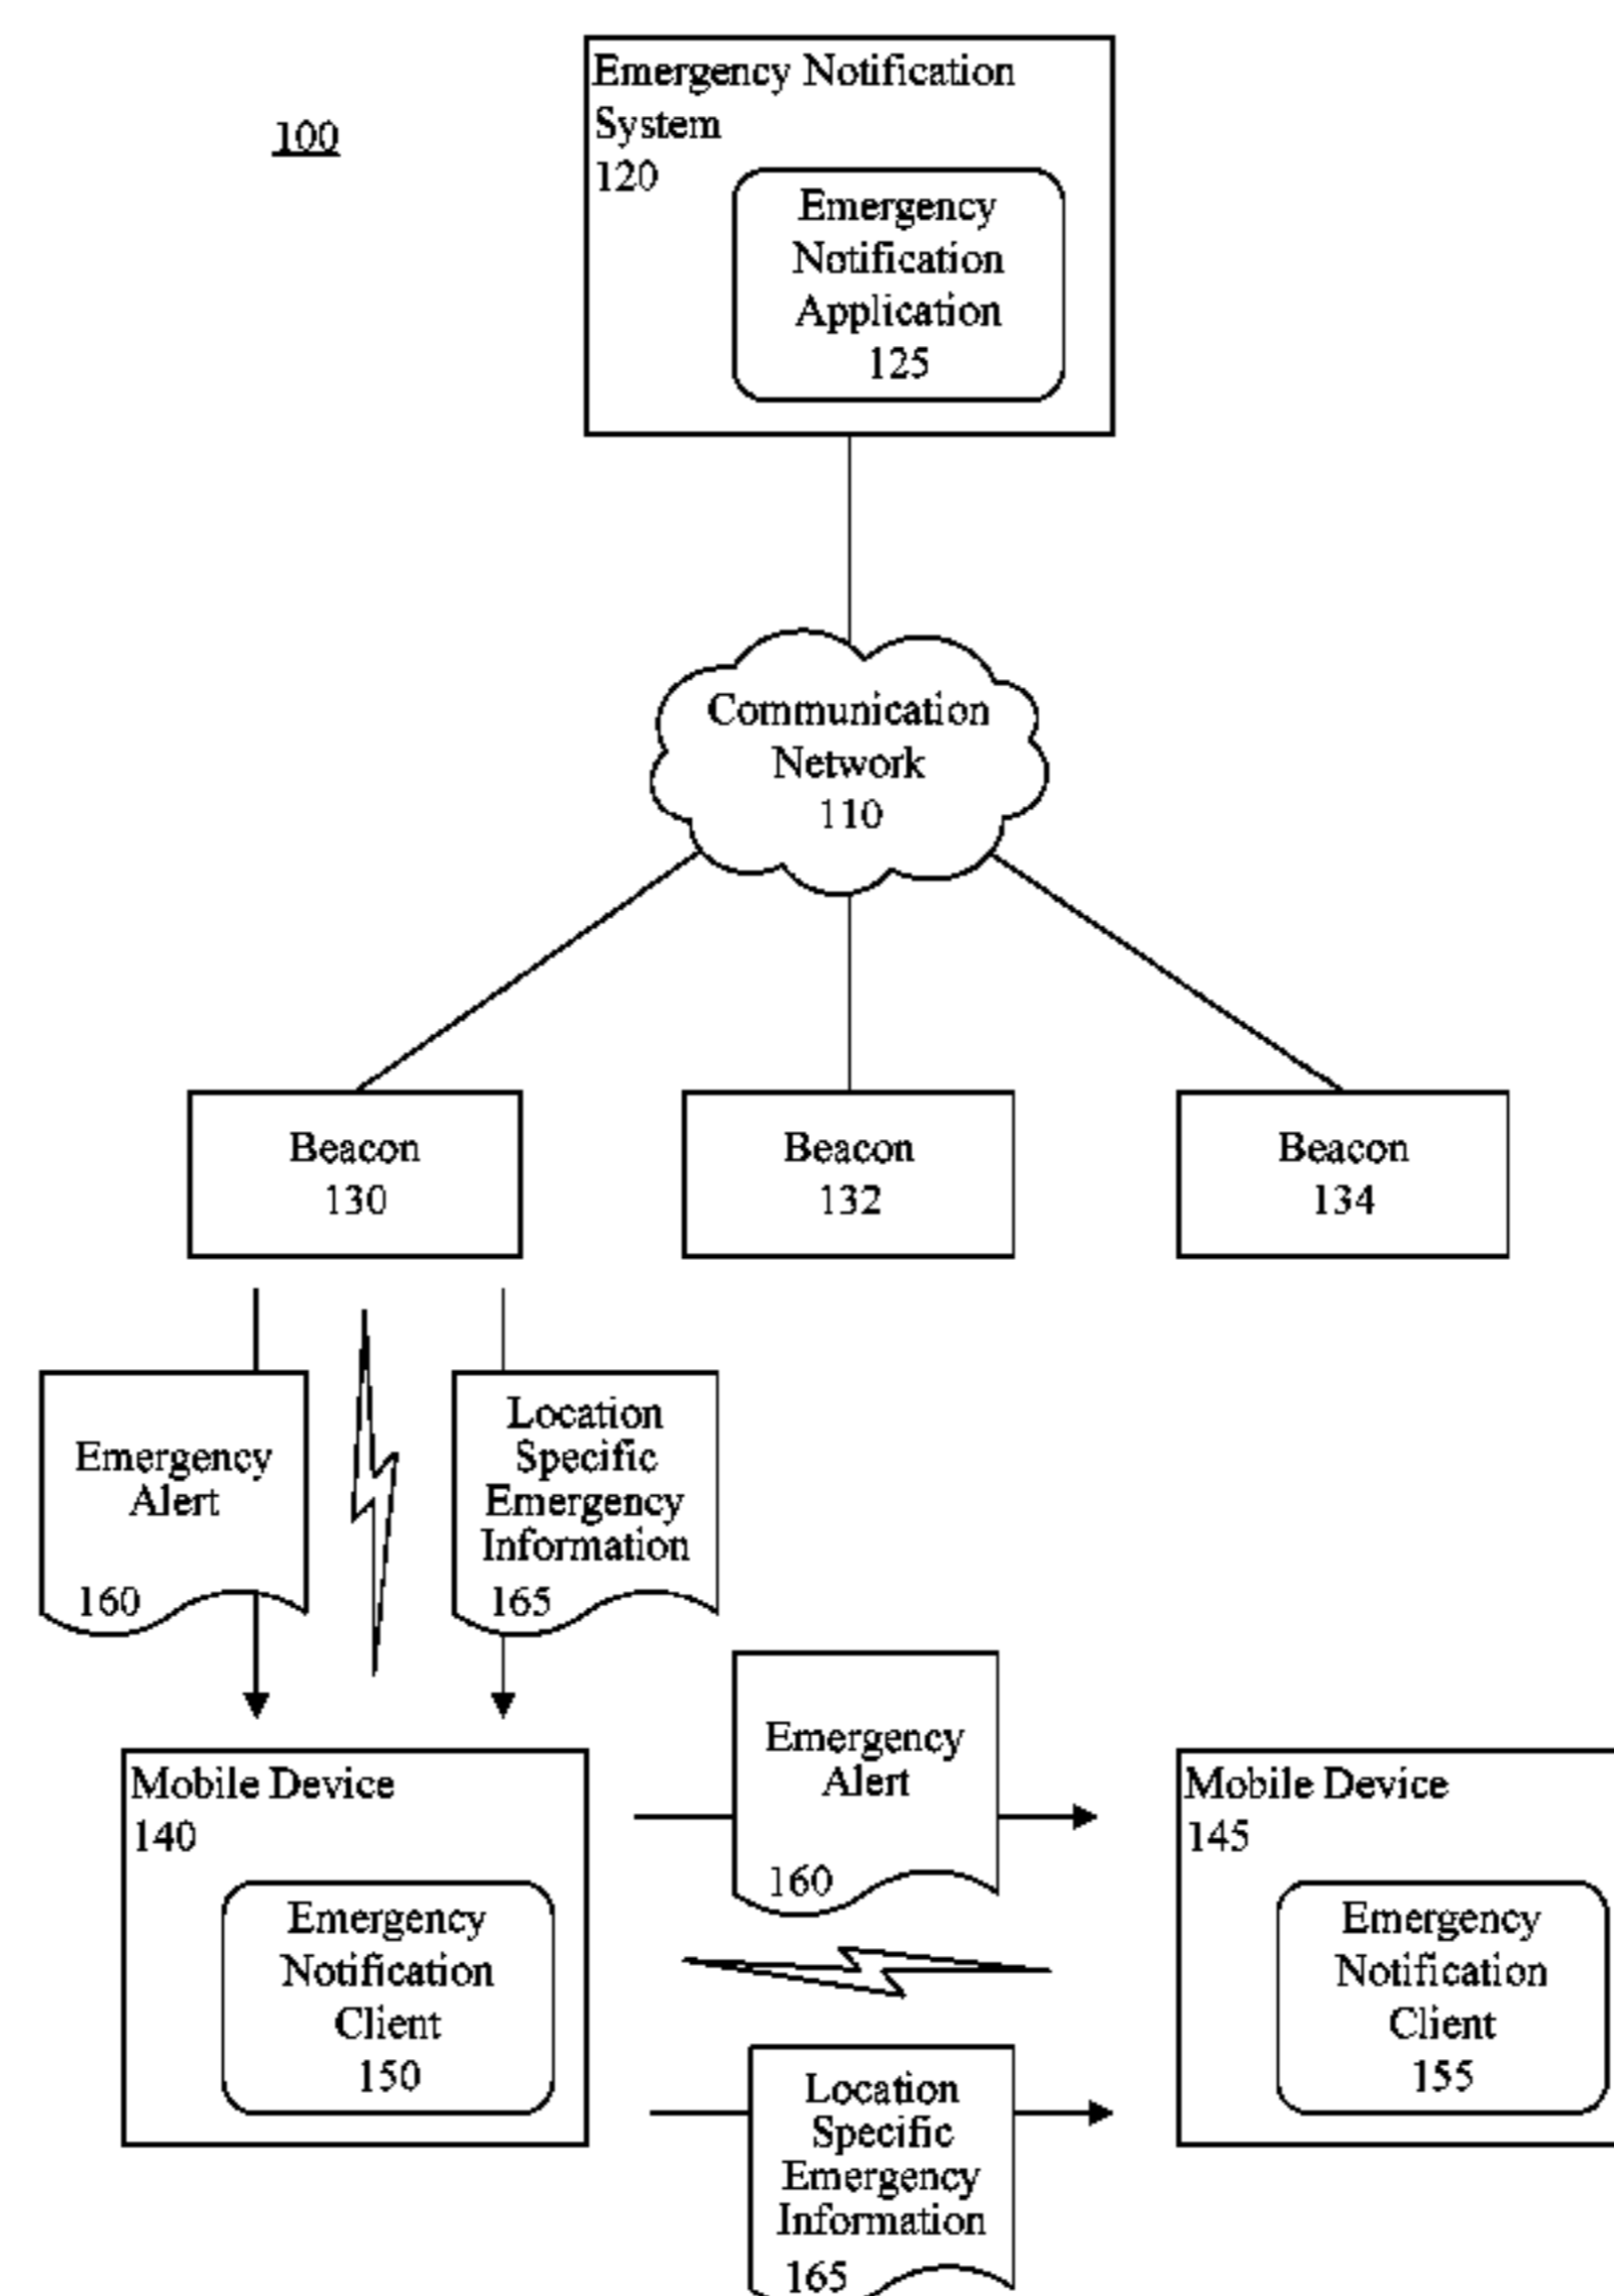 Emergency Notification
System
120
100
Emergency
Notification
Application
125
Communication
Network
110
Beacon
130
Beacon
132
Beacon
134
Emergency
Alert
160
Location
Specific
Emergency
Information
165
Emergency
Alert
160
Mobile Device
140
Emergency
Notification
Client
150
Mobile Device
145
Emergency
Notification
Client
155
Location
Specific
Emergency
Information
165